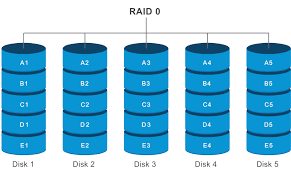 RAID 0
A1 A2 A3 A4 A5
B1 B2 B3 B4 B5
C1 C2 C3 C4 C5
D1 D2 D3 D4 D5
E1 E2 E3 E4 E5
Disk 1 Disk 2 Disk 3 Disk 4 Disk 5